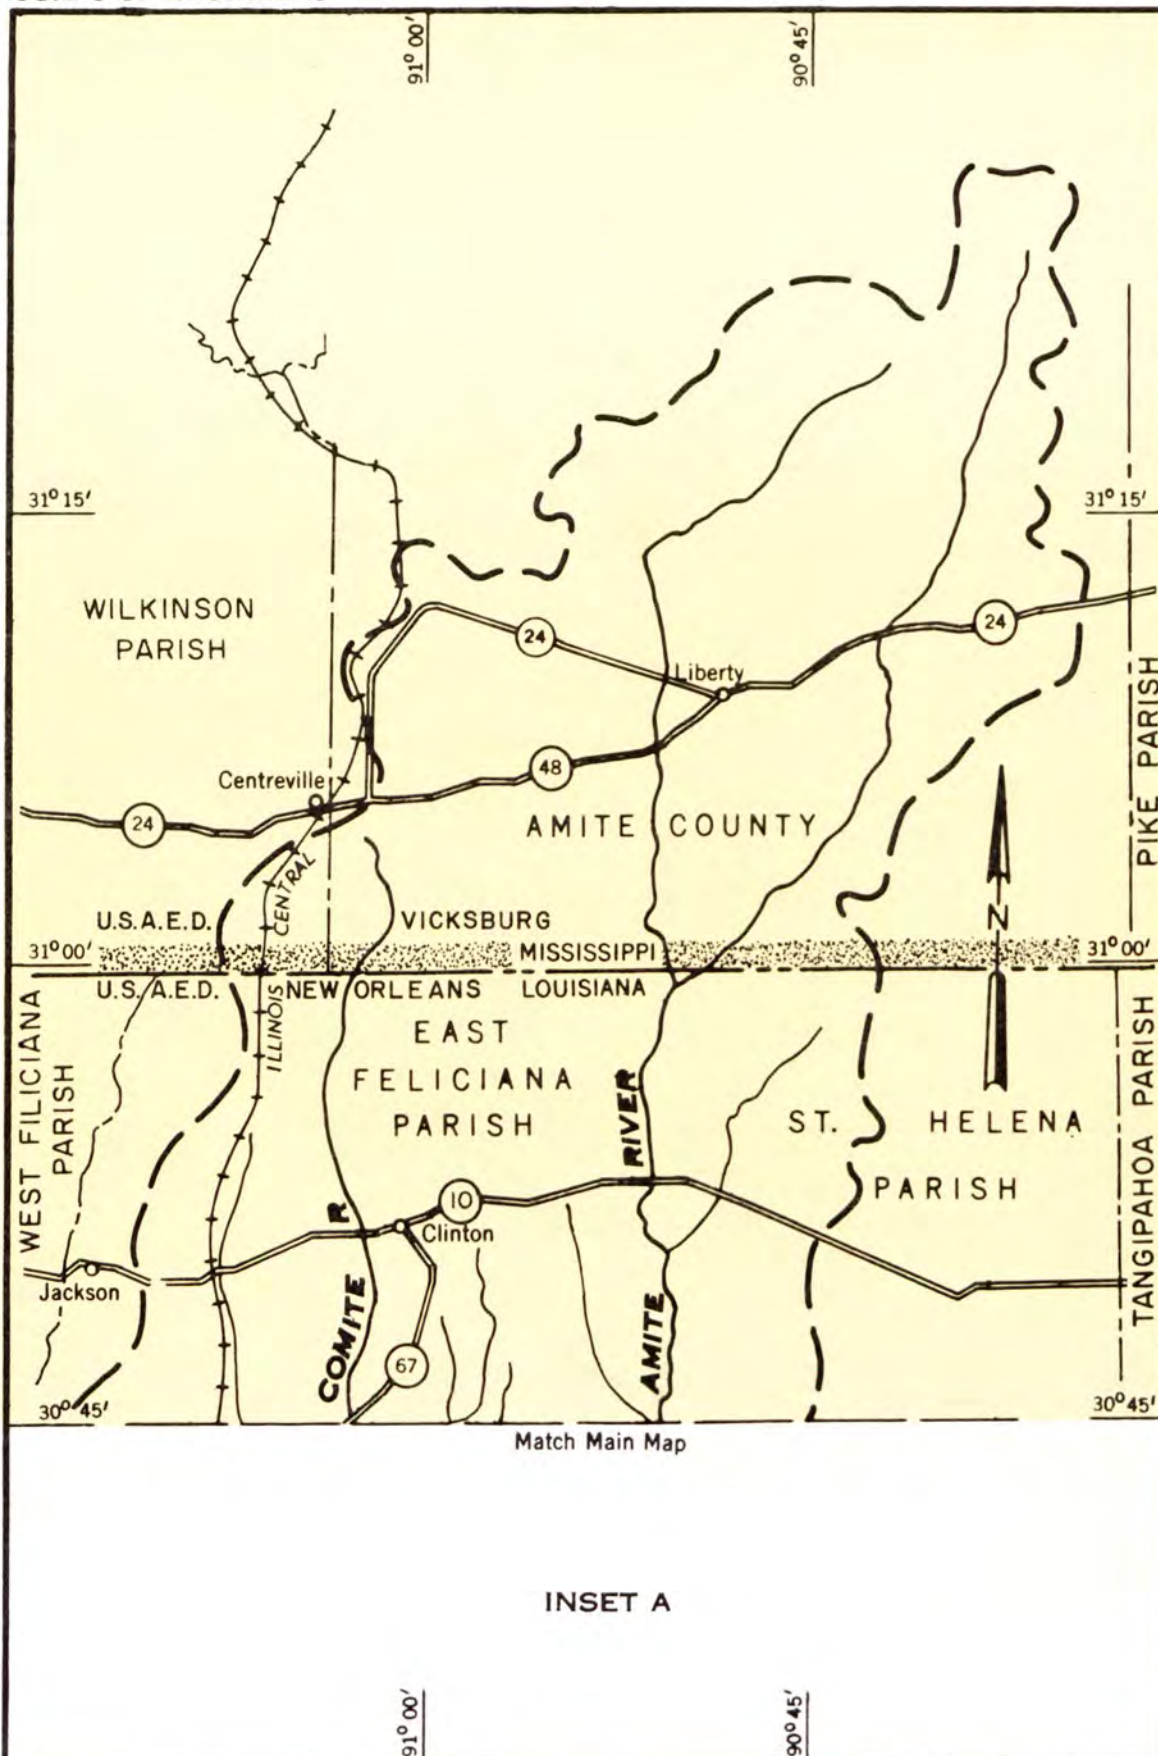 91° 00'
90° 45'
31° 15'
31° 15'
WILKINSON
PARISH
24
24
Liberty
PIKE PARISH
Centreville
48
24
AMITE COUNTY
CENTRAL
U.S.A.E.D. VICKSBURG
N
31° 00'
MISSISSIPPI
31° 00'
U.S.A.E.D. NEW ORLEANS LOUISIANA
ILLINOIS
WEST FILICIANA
PARISH
EAST
FELICIANA
PARISH
RIVER
ST. HELENA
PARISH
TANGIPAHOA PARISH
10
R
Clinton
Jackson
COMITE
AMITE
67
30° 45'
30° 45'
Match Main Map
INSET A
91° 00'
90° 45'